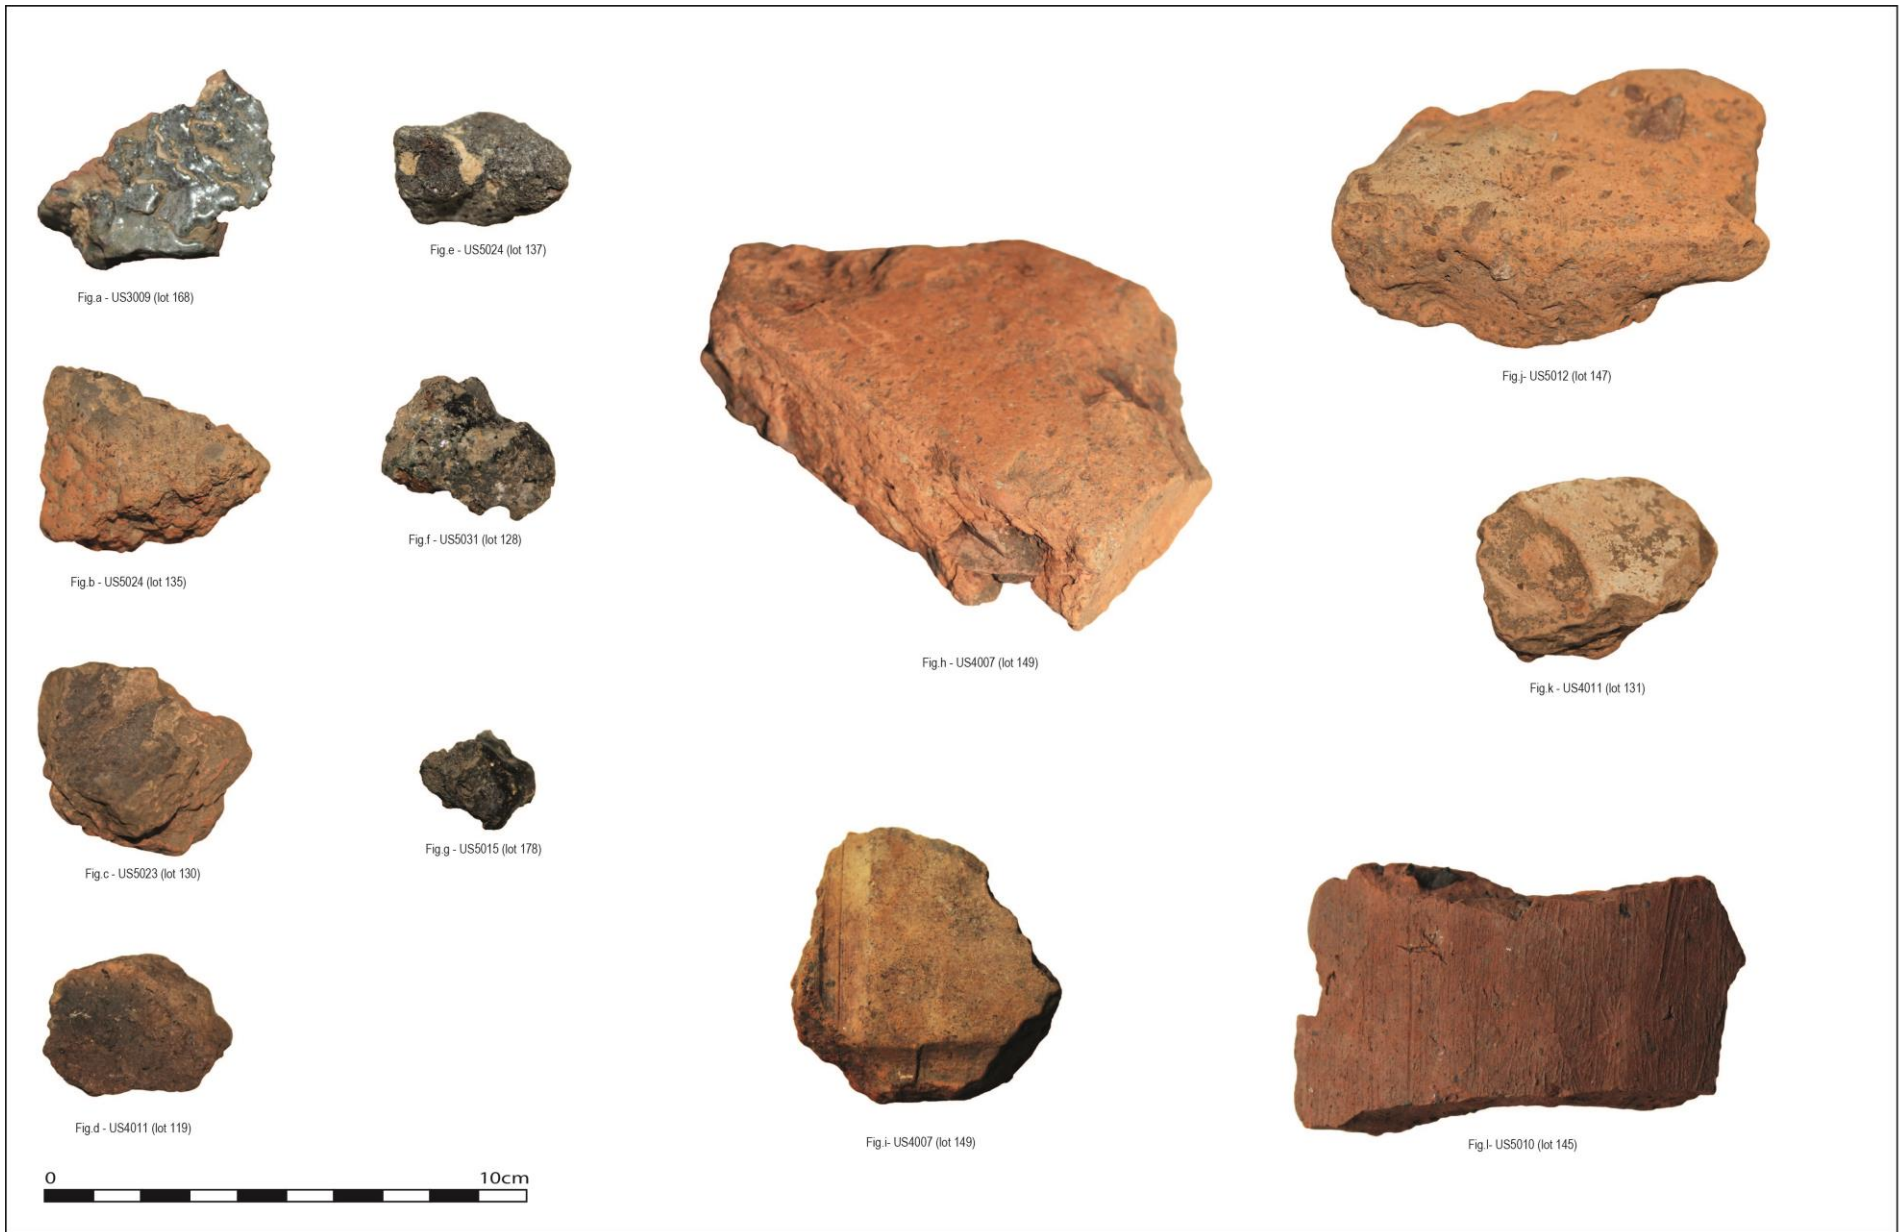 Fig.a - US3009 (lot 168)
Fig.e - US5024 (lot 137)
Fig.j- US5012 (lot 147)
Fig.b - US5024 (lot 135)
Fig.f - US5031 (lot 128)
Fig.h - US4007 (lot 149)
Fig.k - US4011 (lot 131)
Fig.c - US5023 (lot 130)
Fig.g - US5015 (lot 178)
Fig.d - US4011 (lot 119)
Fig.i- US4007 (lot 149)
Fig.l- US5010 (lot 145)
0 10cm